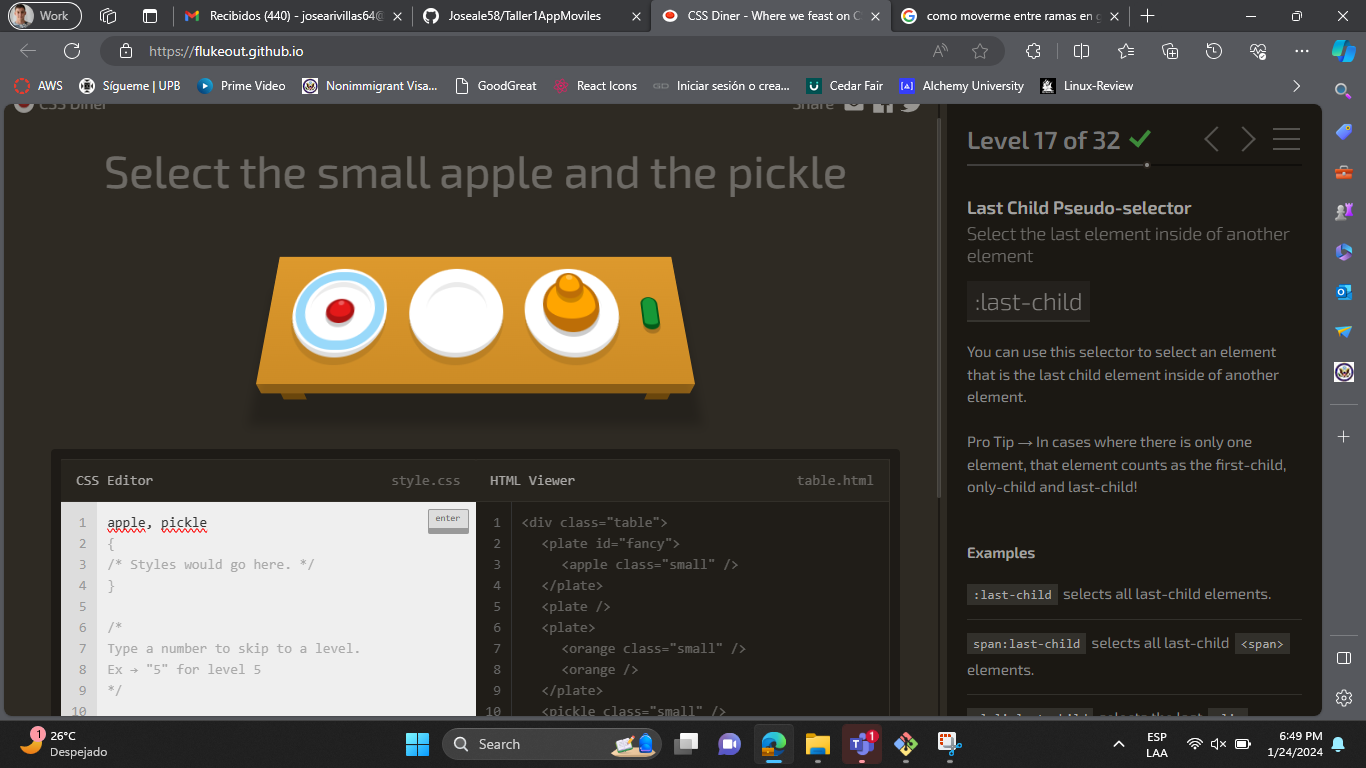 Work
Recibidos (440) - josearivillas64@
Joseale58/Taller1AppMoviles
CSS Diner - Where we feast on C
como moverme entre ramas en g
https://flukeout.github.io
AWS
Sígueme | UPB
Prime Video
Nonimmigrant Visa...
GoodGreat
React Icons
Iniciar sesión o crea...
Cedar Fair
Alchemy University
Linux-Review
CSS Diner
Share
Select the small apple and the pickle
CSS Editor
style.css
HTML Viewer
table.html
enter
1 apple, pickle
2 {
3 /* Styles would go here. */
4 }
5
6 /*
7 Type a number to skip to a level.
8 Ex → "5" for level 5
9 */
10
1 <div class="table">
2 <plate id="fancy">
3 <apple class="small" />
4 </plate>
5 <plate />
6 <plate>
7 <orange class="small" />
8 <orange />
9 </plate>
10 <pickle class="small" />
Level 17 of 32
Last Child Pseudo-selector
Select the last element inside of another
element
:last-child
You can use this selector to select an element
that is the last child element inside of another
element.
Pro Tip → In cases where there is only one
element, that element counts as the first-child,
only-child and last-child!
Examples
:last-child selects all last-child elements.
span:last-child selects all last-child <span>
elements.
selects the last
1
26°C
Despejado
Search
1
ESP
LAA
6:49 PM
1/24/2024